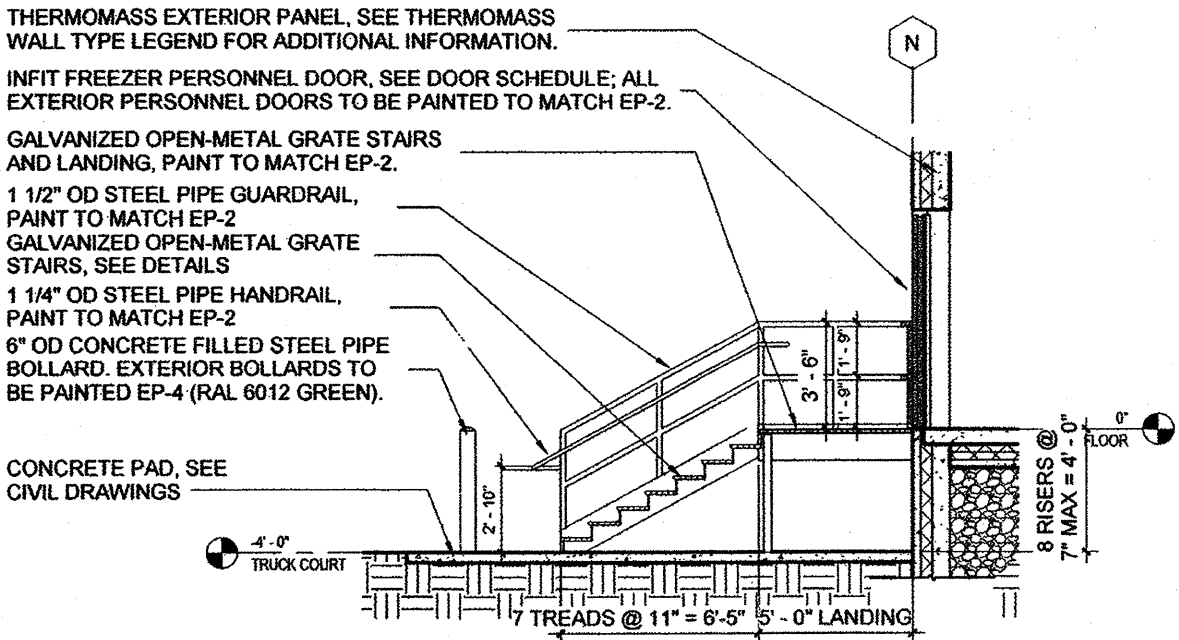 THERMOMASS EXTERIOR PANEL, SEE THERMOMASS
WALL TYPE LEGEND FOR ADDITIONAL INFORMATION.
INFIT FREEZER PERSONNEL DOOR, SEE DOOR SCHEDULE; ALL
EXTERIOR PERSONNEL DOORS TO BE PAINTED TO MATCH EP-2.
GALVANIZED OPEN-METAL GRATE STAIRS
AND LANDING, PAINT TO MATCH EP-2.
1 1/2" OD STEEL PIPE GUARDRAIL,
PAINT TO MATCH EP-2
GALVANIZED OPEN-METAL GRATE
STAIRS, SEE DETAILS
1 1/4" OD STEEL PIPE HANDRAIL,
PAINT TO MATCH EP-2
6" OD CONCRETE FILLED STEEL PIPE
BOLLARD. EXTERIOR BOLLARDS TO
BE PAINTED EP-4 (RAL 6012 GREEN).
CONCRETE PAD, SEE
CIVIL DRAWINGS
N
3' - 6"
1' - 9"
1' - 9"
2' - 10"
0"
FLOOR
8 RISERS @
7" MAX = 4' - 0"
-4' - 0"
TRUCK COURT
7 TREADS @ 11" = 6'-5"
5' - 0" LANDING